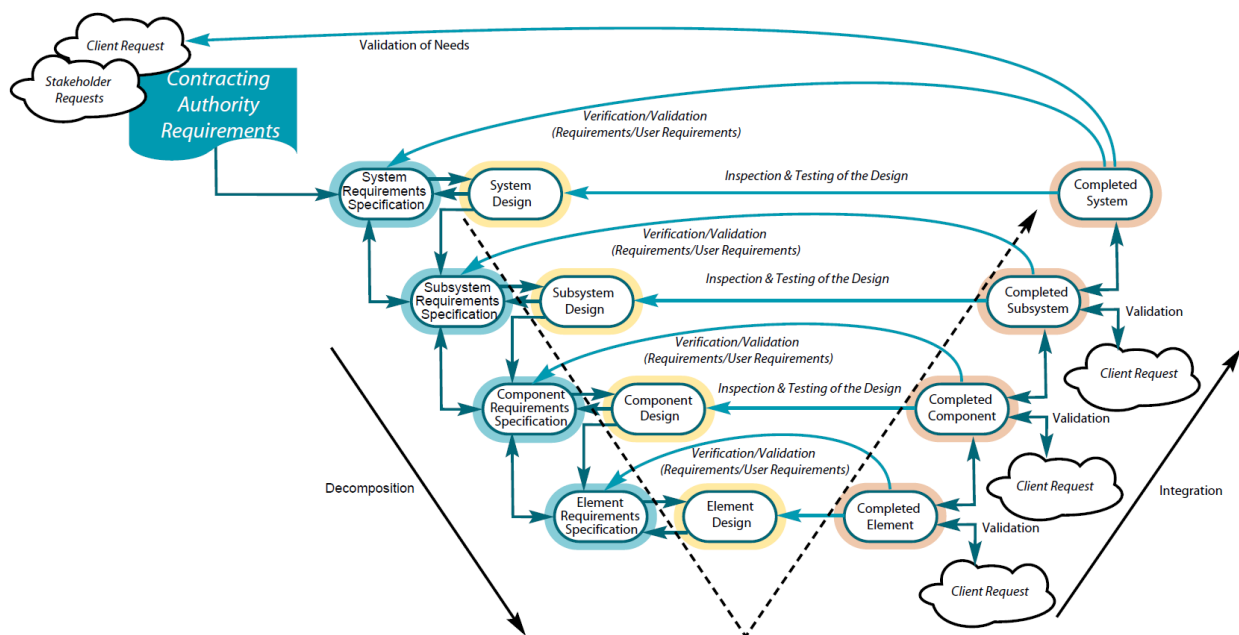 Client Request
Validation of Needs
Stakeholder
Requests
Contracting
Authority
Requirements
Verification/Validation
(Requirements/User Requirements)
System
Requirements
Specification
System
Design
Inspection & Testing of the Design
Completed
System
Verification/Validation
(Requirements/User Requirements)
Subsystem
Requirements
Specification
Subsystem
Design
Inspection & Testing of the Design
Completed
Subsystem
Validation
Client Request
Verification/Validation
(Requirements/User Requirements)
Component
Requirements
Specification
Component
Design
Inspection & Testing of the Design
Completed
Component
Validation
Client Request
Verification/Validation
(Requirements/User Requirements)
Decomposition
Integration
Element
Requirements
Specification
Element
Design
Completed
Element
Validation
Client Request